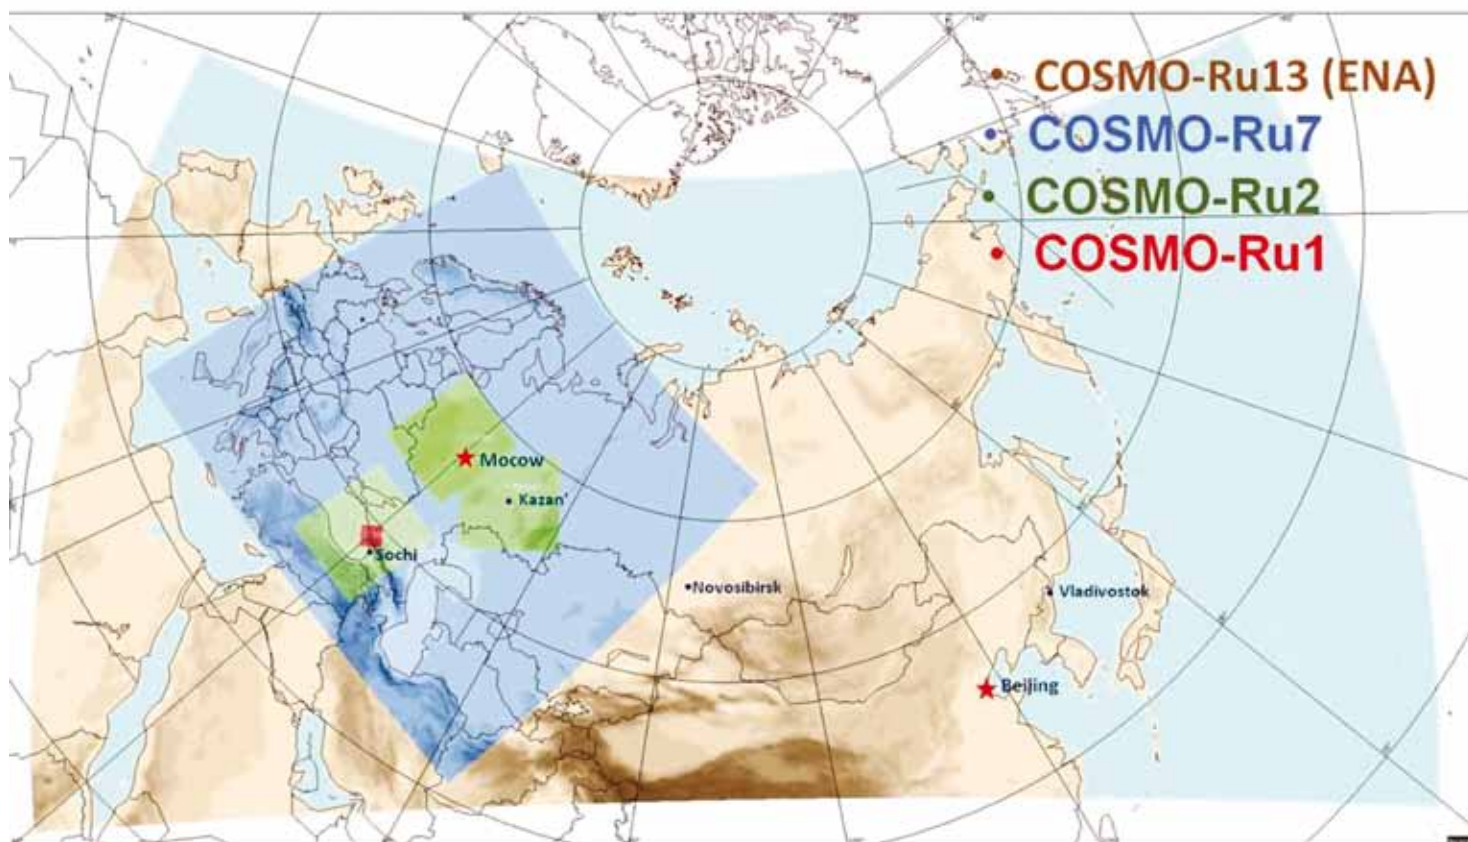 COSMO-Ru13 (ENA)
COSMO-Ru7
COSMO-Ru2
COSMO-Ru1
Mocow
Kazan'
Sochi
Novosibirsk
Vladivostok
Beijing